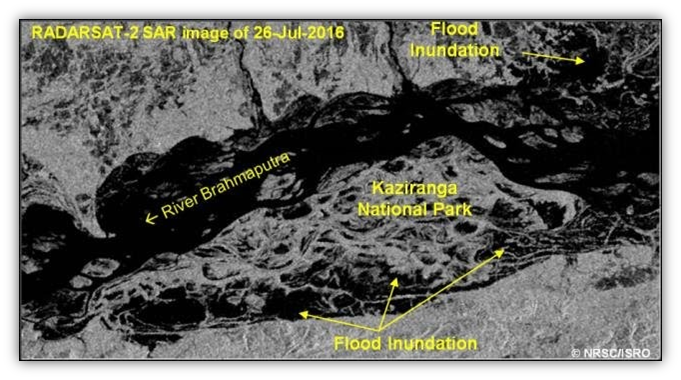 RADARSAT-2 SAR image of 26-Jul-2016
Flood
Inundation
← River Brahmaputra
Kaziranga
National Park
Flood Inundation
© NRSC/ISRO